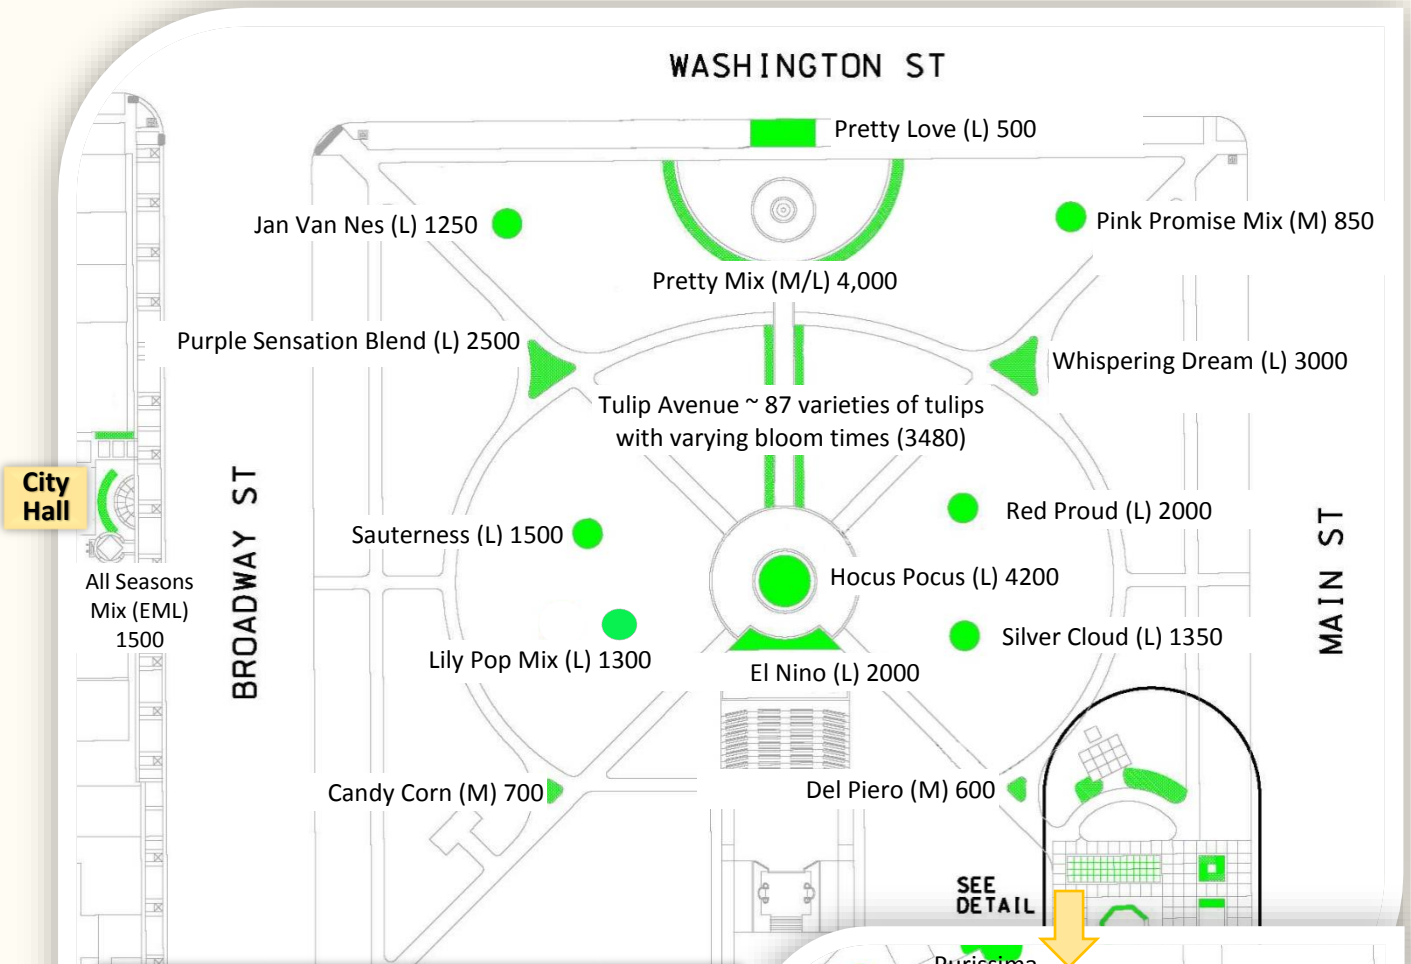 WASHINGTON ST
Pretty Love (L) 500
Jan Van Nes (L) 1250
Pink Promise Mix (M) 850
Pretty Mix (M/L) 4,000
Purple Sensation Blend (L) 2500
Whispering Dream (L) 3000
Tulip Avenue ~ 87 varieties of tulips
with varying bloom times (3480)
City
Hall
BROADWAY ST
Sauterness (L) 1500
Red Proud (L) 2000
MAIN ST
All Seasons
Mix (EML)
1500
Hocus Pocus (L) 4200
Lily Pop Mix (L) 1300
Silver Cloud (L) 1350
El Nino (L) 2000
Candy Corn (M) 700
Del Piero (M) 600
SEE
DETAIL
Purissima